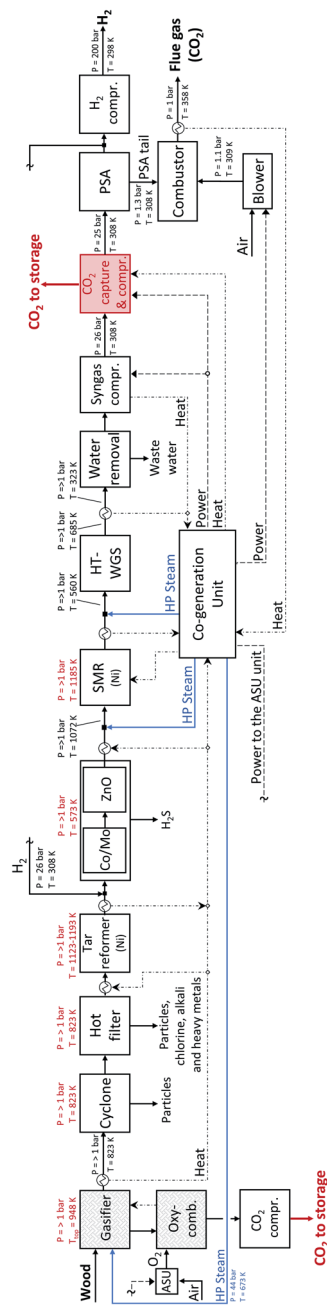 Wood
P = > 1 bar
T top = 948 K
Gasifier
Oxy-
comb.
O2
ASU
Air
CO2
compr.
CO2 to storage
HP Steam
P = 44 bar
T = 673 K
P = > 1 bar
T = 823 K
Heat
P = > 1 bar
T = 823 K
Cyclone
Particles
P = > 1 bar
T = 823 K
Hot
filter
Particles,
chlorine, alkali
and heavy metals
P = >1 bar
T = 1123-1193 K
Tar
reformer
(Ni)
H2
P = 26 bar
T = 308 K
P = >1 bar
T = 573 K
Co/Mo
ZnO
H2S
P =>1 bar
T = 1072 K
HP Steam
P = >1 bar
T = 1185 K
SMR
(Ni)
HP Steam
P =>1 bar
T = 560 K
HT-
WGS
P =>1 bar
T = 685 K
P =>1 bar
T = 323 K
Water
removal
Waste
water
Syngas
compr.
Heat
P = 26 bar
T = 308 K
CO2 to storage
CO2
capture
& compr.
P = 25 bar
T = 308 K
PSA
PSA tail
P = 1.3 bar
T = 308 K
H2
compr.
P = 200 bar
T = 298 K
H2
Combustor
Flue gas
(CO2)
P = 1 bar
T = 358 K
P = 1.1 bar
T = 309 K
Blower
Air
Co-generation
Unit
Power
Heat
Power
Heat
Power to the ASU unit